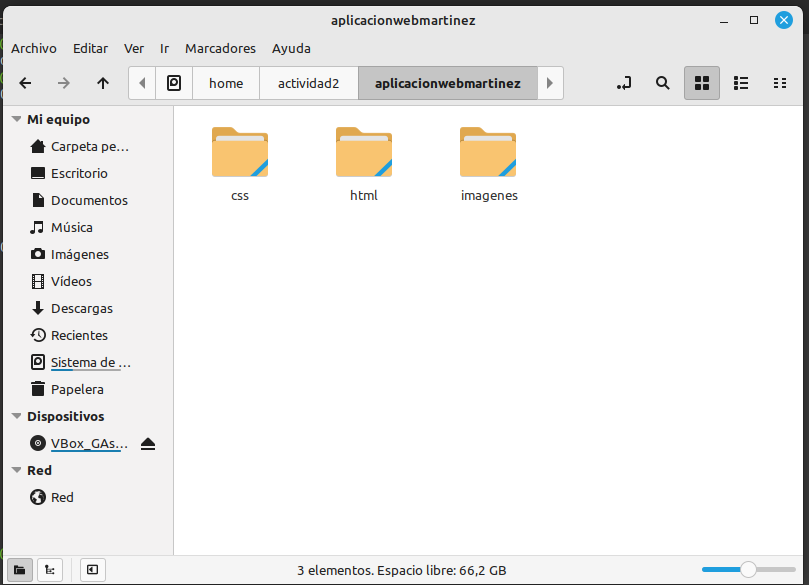 aplicacionwebmartinez
Archivo Editar Ver Ir Marcadores Ayuda
home actividad2 aplicacionwebmartinez
Mi equipo
Carpeta pe...
Escritorio
Documentos
Música
Imágenes
Vídeos
Descargas
Recientes
Sistema de ...
Papelera
Dispositivos
VBox_GAs...
Red
Red
css html imagenes
3 elementos. Espacio libre: 66,2 GB